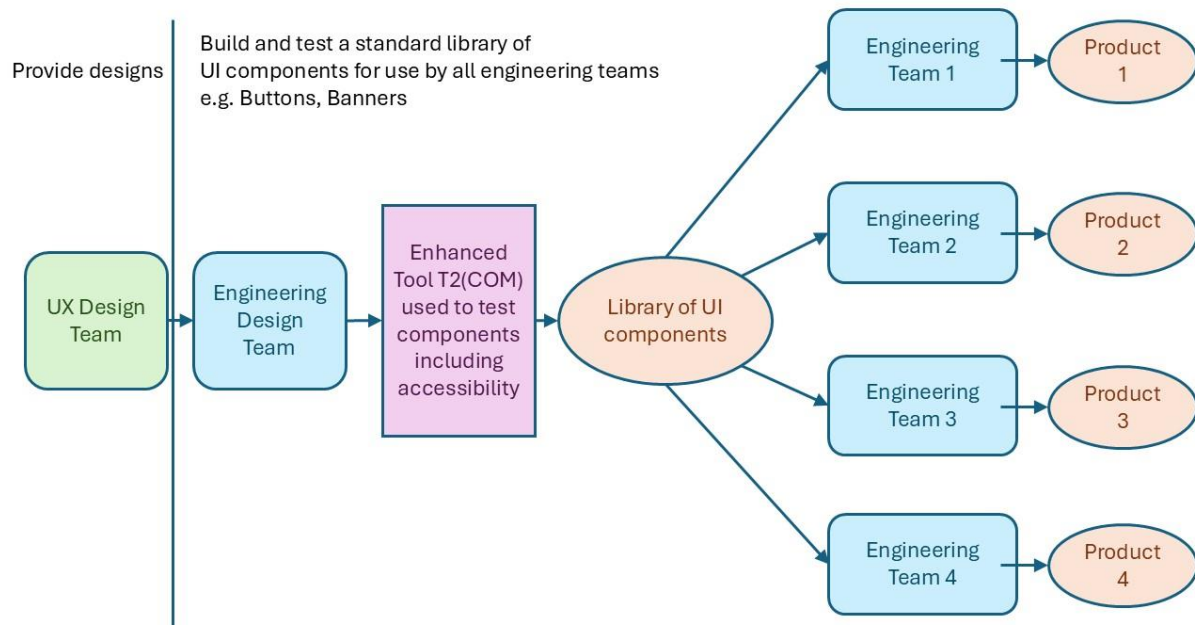 Provide designs
Build and test a standard library of
UI components for use by all engineering teams
e.g. Buttons, Banners
UX Design
Team
Engineering
Design
Team
Enhanced
Tool T2(COM)
used to test
components
including
accessibility
Library of UI
components
Engineering
Team 1
Product
1
Engineering
Team 2
Product
2
Engineering
Team 3
Product
3
Engineering
Team 4
Product
4